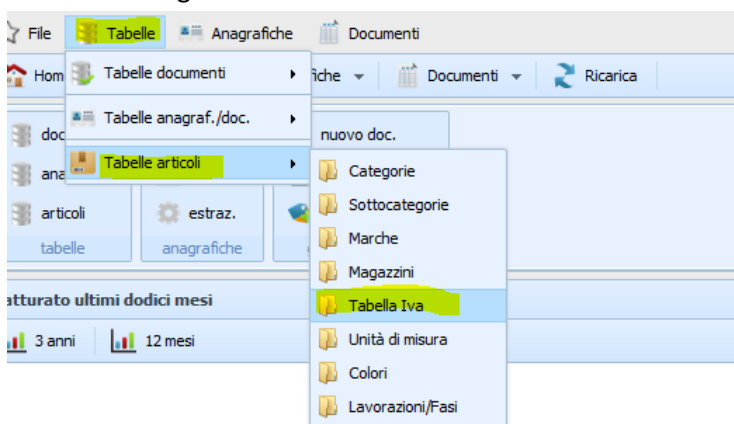 File Tabelle Anagrafiche Documenti
Hom Tabelle documenti fiche Documenti Ricarica
Tabelle anagraf./doc.
doc nuovo doc.
Tabelle articoli
ana Categorie
Sottocategorie
articoli estraz.
Marche
tabelle anagrafiche
Magazzini
atturato ultimi dodici mesi Tabella Iva
3 anni 12 mesi Unità di misura
Colori
Lavorazioni/Fasi